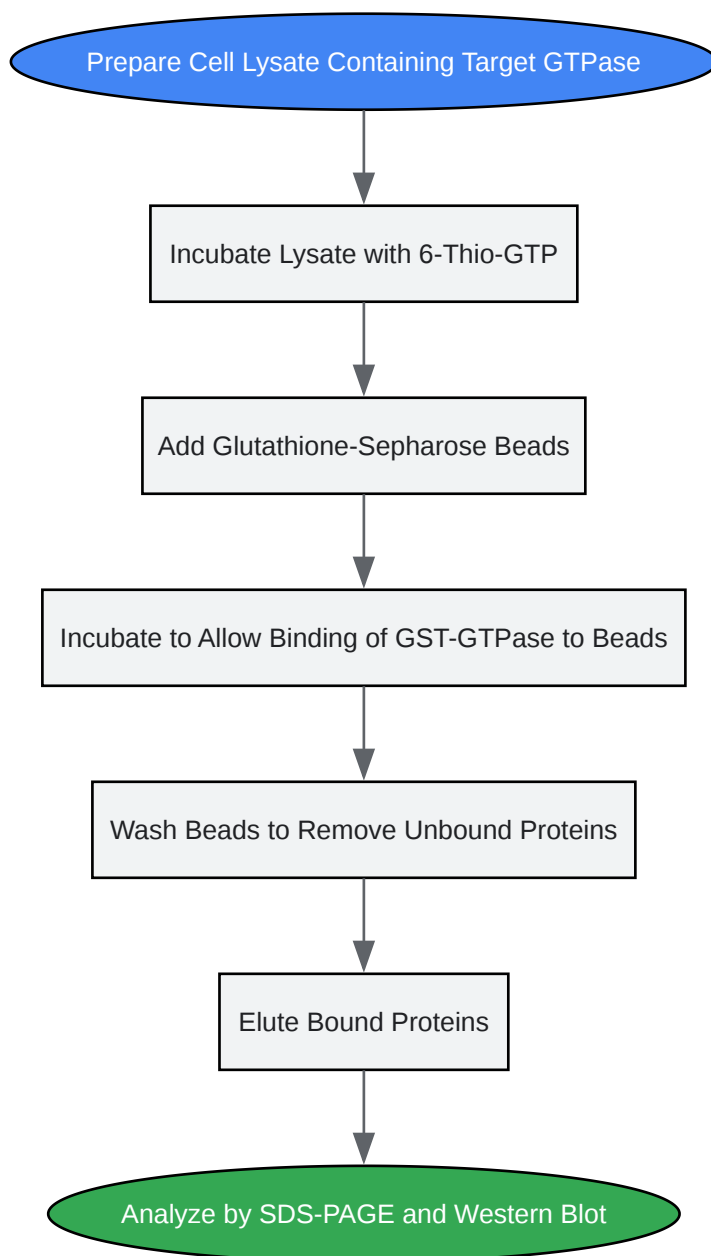 Prepare Cell Lysate Containing Target GTPase
Incubate Lysate with 6-Thio-GTP
Add Glutathione-Sepharose Beads
Incubate to Allow Binding of GST-GTPase to Beads
Wash Beads to Remove Unbound Proteins
Elute Bound Proteins
Analyze by SDS-PAGE and Western Blot